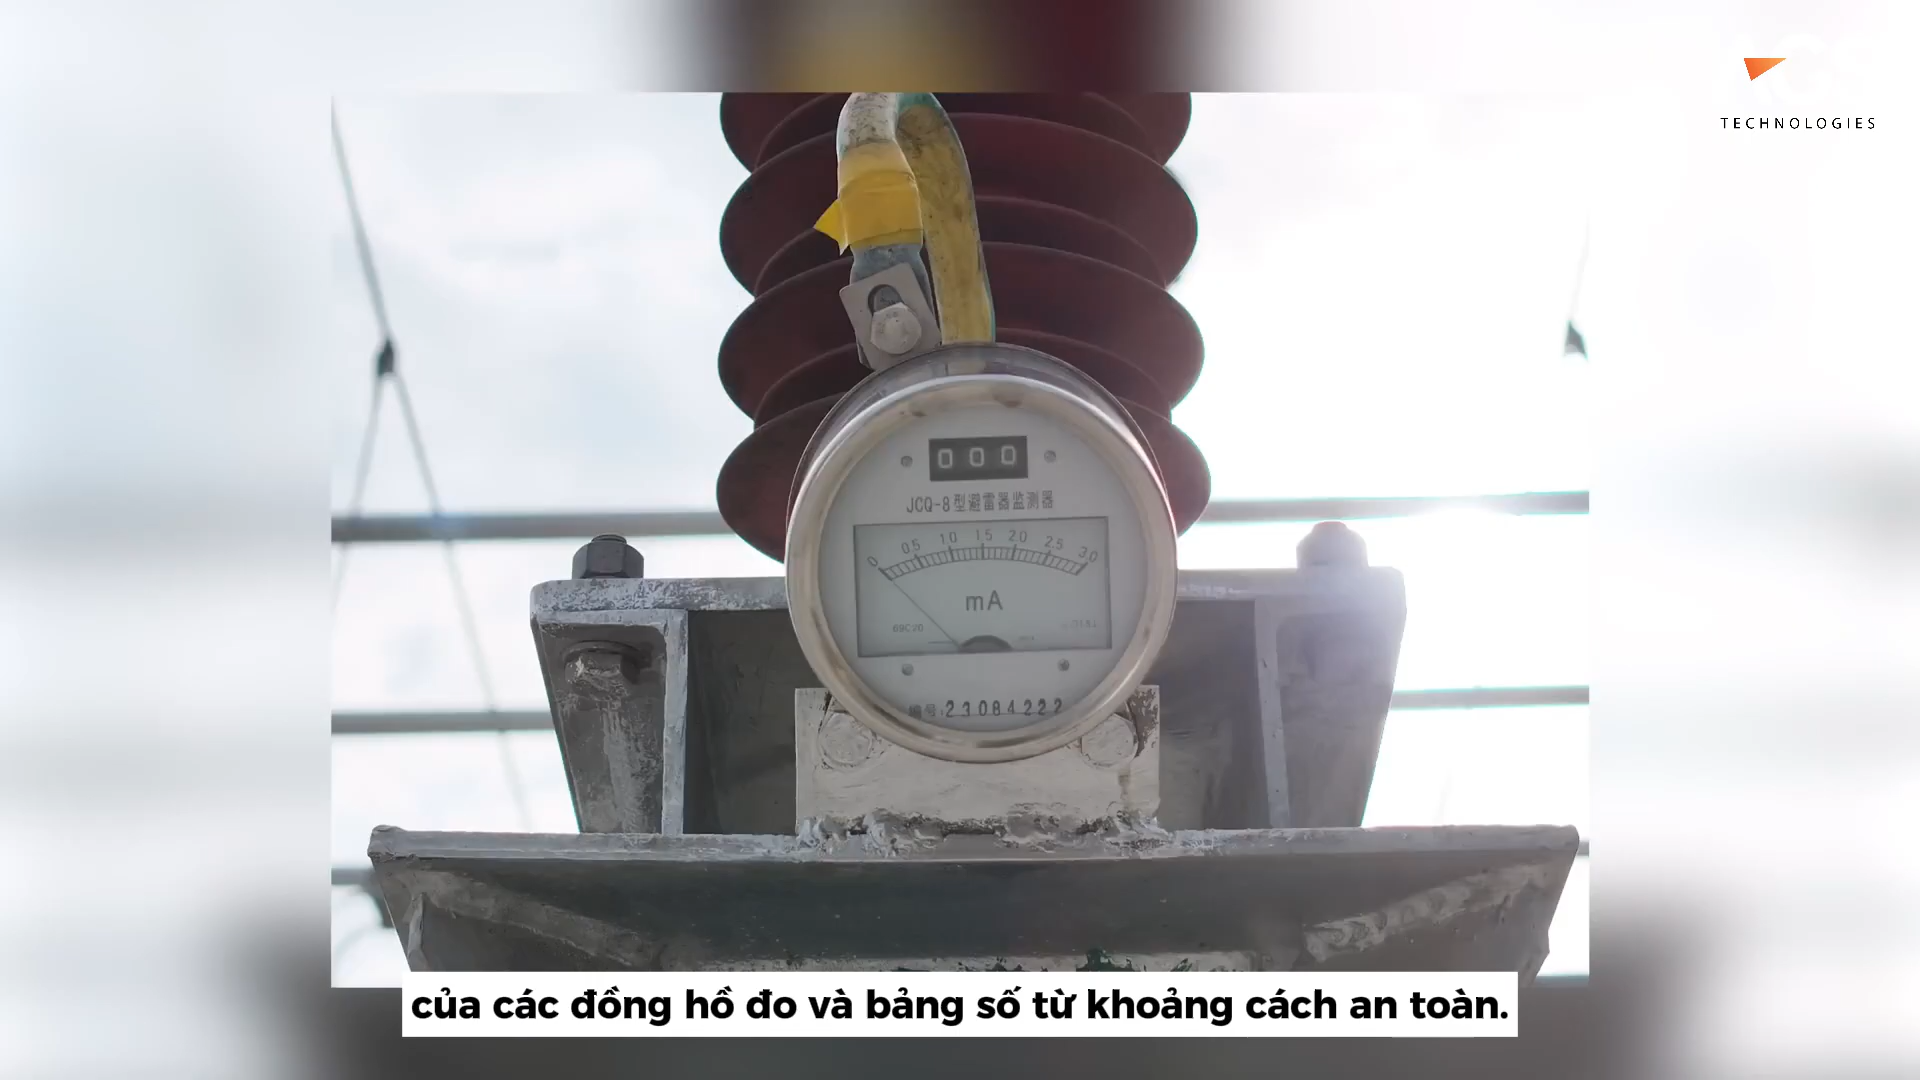 TECHNOLOGIES
000
JCQ-8型避雷器监测器
0 0.5 1.0 1.5 2.0 2.5 3.0
mA
69C20
编号:23084222
của các đồng hồ đo và bảng số từ khoảng cách an toàn.